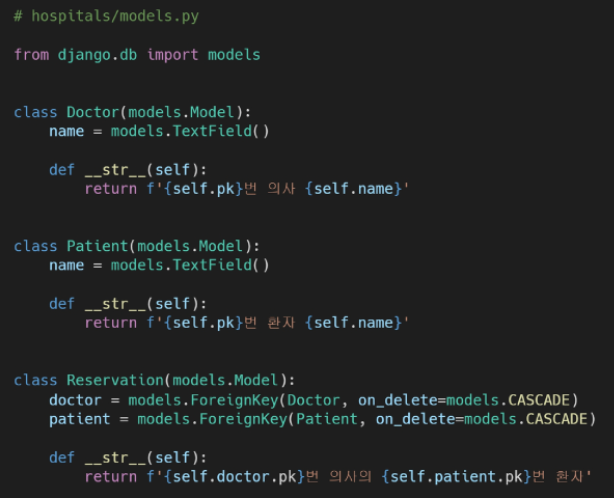 # hospitals/models.py
from django.db import models
class Doctor(models.Model):
    name = models.TextField()
    def __str__(self):
        return f'{self.pk}번 의사 {self.name}'
class Patient(models.Model):
    name = models.TextField()
    def __str__(self):
        return f'{self.pk}번 환자 {self.name}'
class Reservation(models.Model):
    doctor = models.ForeignKey(Doctor, on_delete=models.CASCADE)
    patient = models.ForeignKey(Patient, on_delete=models.CASCADE)
    def __str__(self):
        return f'{self.doctor.pk}번 의사의 {self.patient.pk}번 환자'